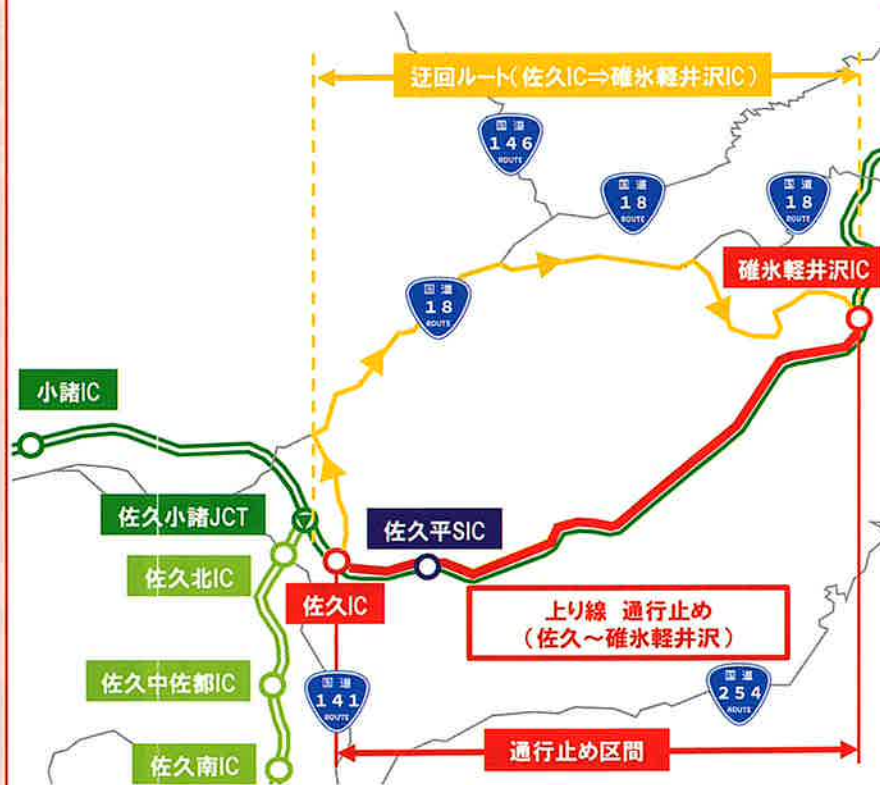 迂回ルート(佐久IC⇒碓氷軽井沢IC)
国道
146
ROUTE
国道
18
ROUTE
国道
18
ROUTE
碓氷軽井沢IC
国道
18
ROUTE
小諸IC
佐久小諸JCT
佐久平SIC
佐久北IC
佐久IC
上り線 通行止め
(佐久～碓氷軽井沢)
佐久中佐都IC
国道
141
ROUTE
国道
254
ROUTE
通行止め区間
佐久南IC